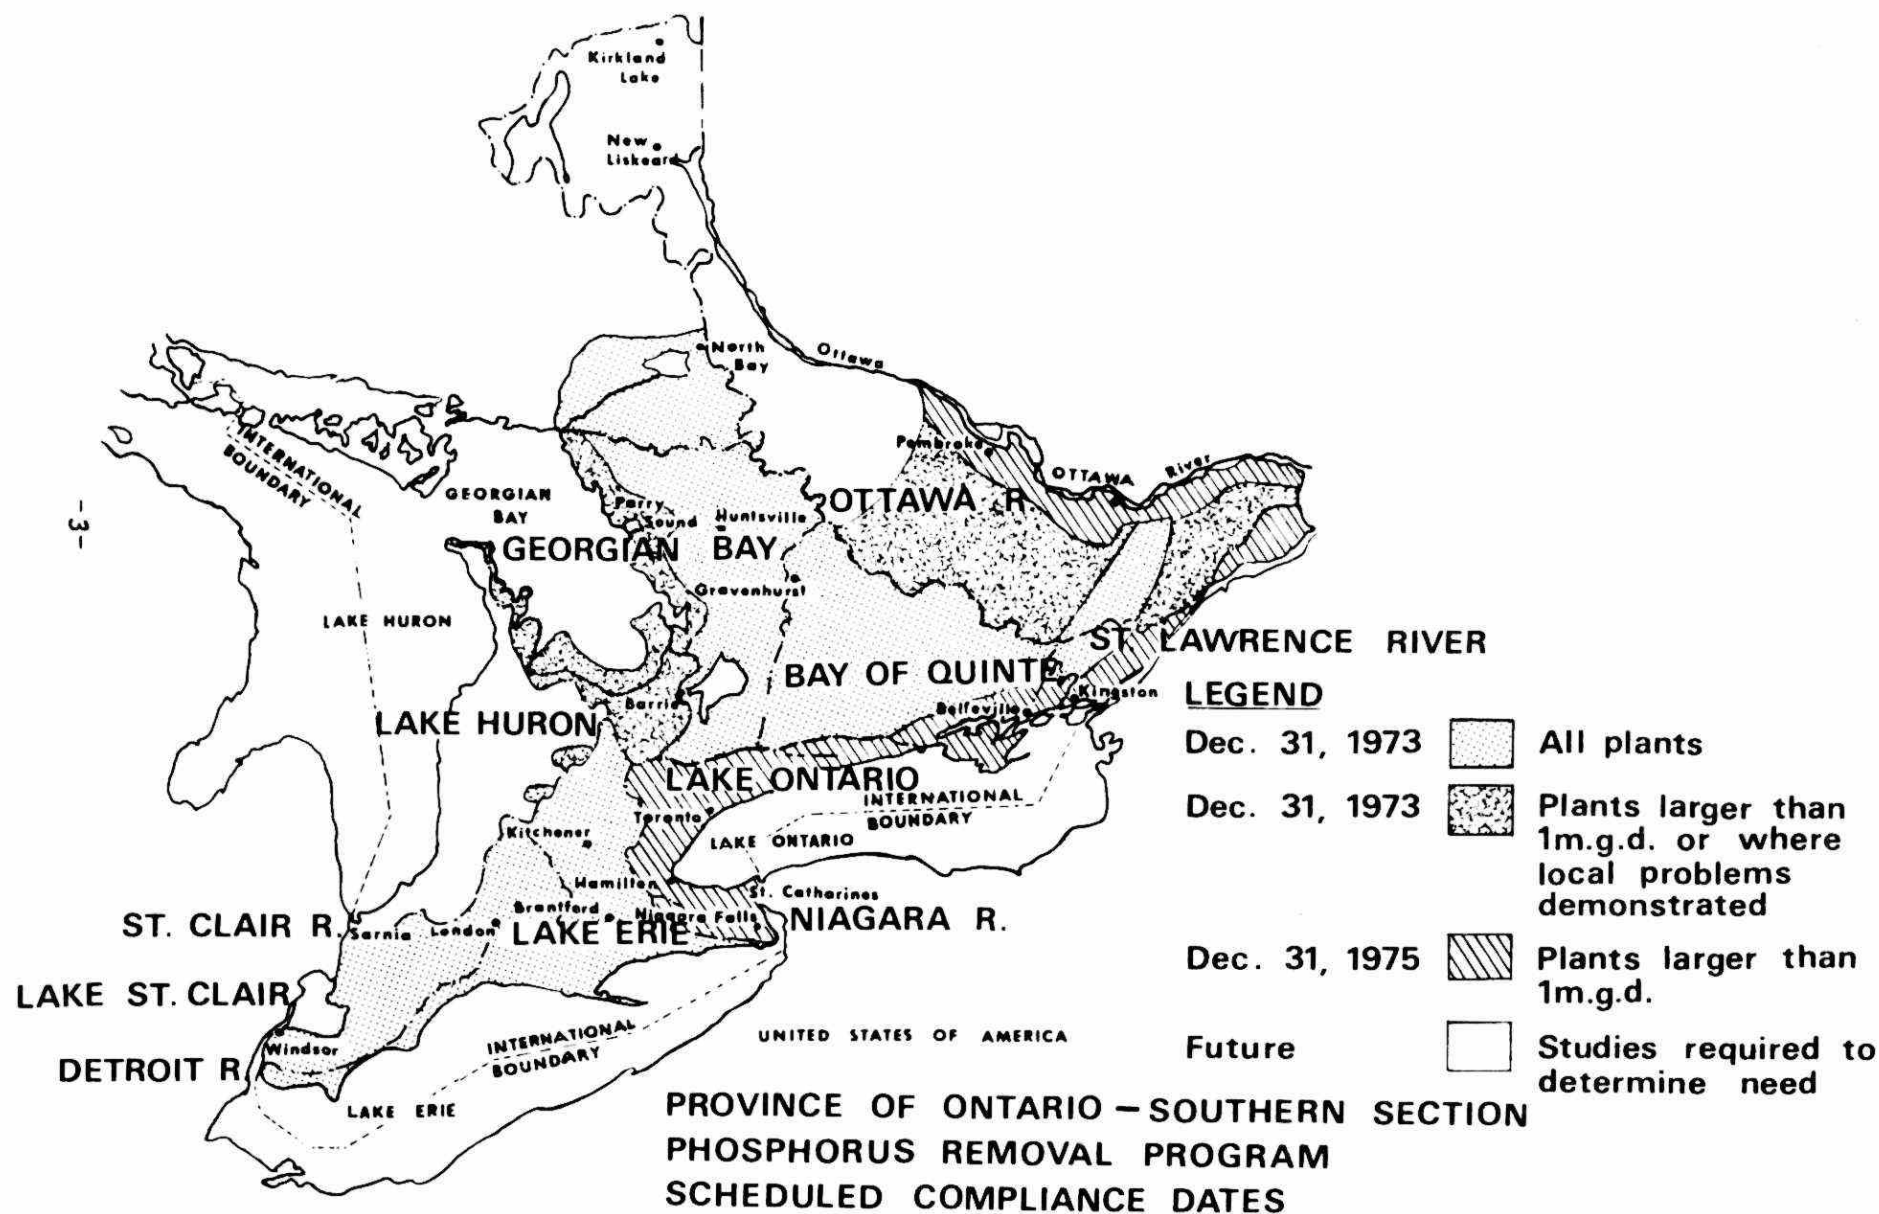 Kirkland
Lake
New
Liskeard
North
Bay
Ottawa
Pembroke
OTTAWA River
INTERNATIONAL
BOUNDARY
GEORGIAN
BAY
OTTAWA R.
Parry
Sound
Huntsville
-3-
GEORGIAN BAY
Gravenhurst
LAKE HURON
ST. LAWRENCE RIVER
BAY OF QUINTE
Kingston
Belleville
Barrie
LAKE HURON
LAKE ONTARIO
INTERNATIONAL
BOUNDARY
Toronto
Kitchener
LAKE ONTARIO
Hamilton
St. Catharines
Brantford
Niagara Falls
NIAGARA R.
ST. CLAIR R.
Sarnia
London
LAKE ERIE
LAKE ST. CLAIR
Windsor
DETROIT R.
INTERNATIONAL
BOUNDARY
LAKE ERIE
UNITED STATES OF AMERICA
LEGEND
Dec. 31, 1973 All plants
Dec. 31, 1973 Plants larger than
1m.g.d. or where
local problems
demonstrated
Dec. 31, 1975 Plants larger than
1m.g.d.
Future Studies required to
determine need
PROVINCE OF ONTARIO – SOUTHERN SECTION
PHOSPHORUS REMOVAL PROGRAM
SCHEDULED COMPLIANCE DATES